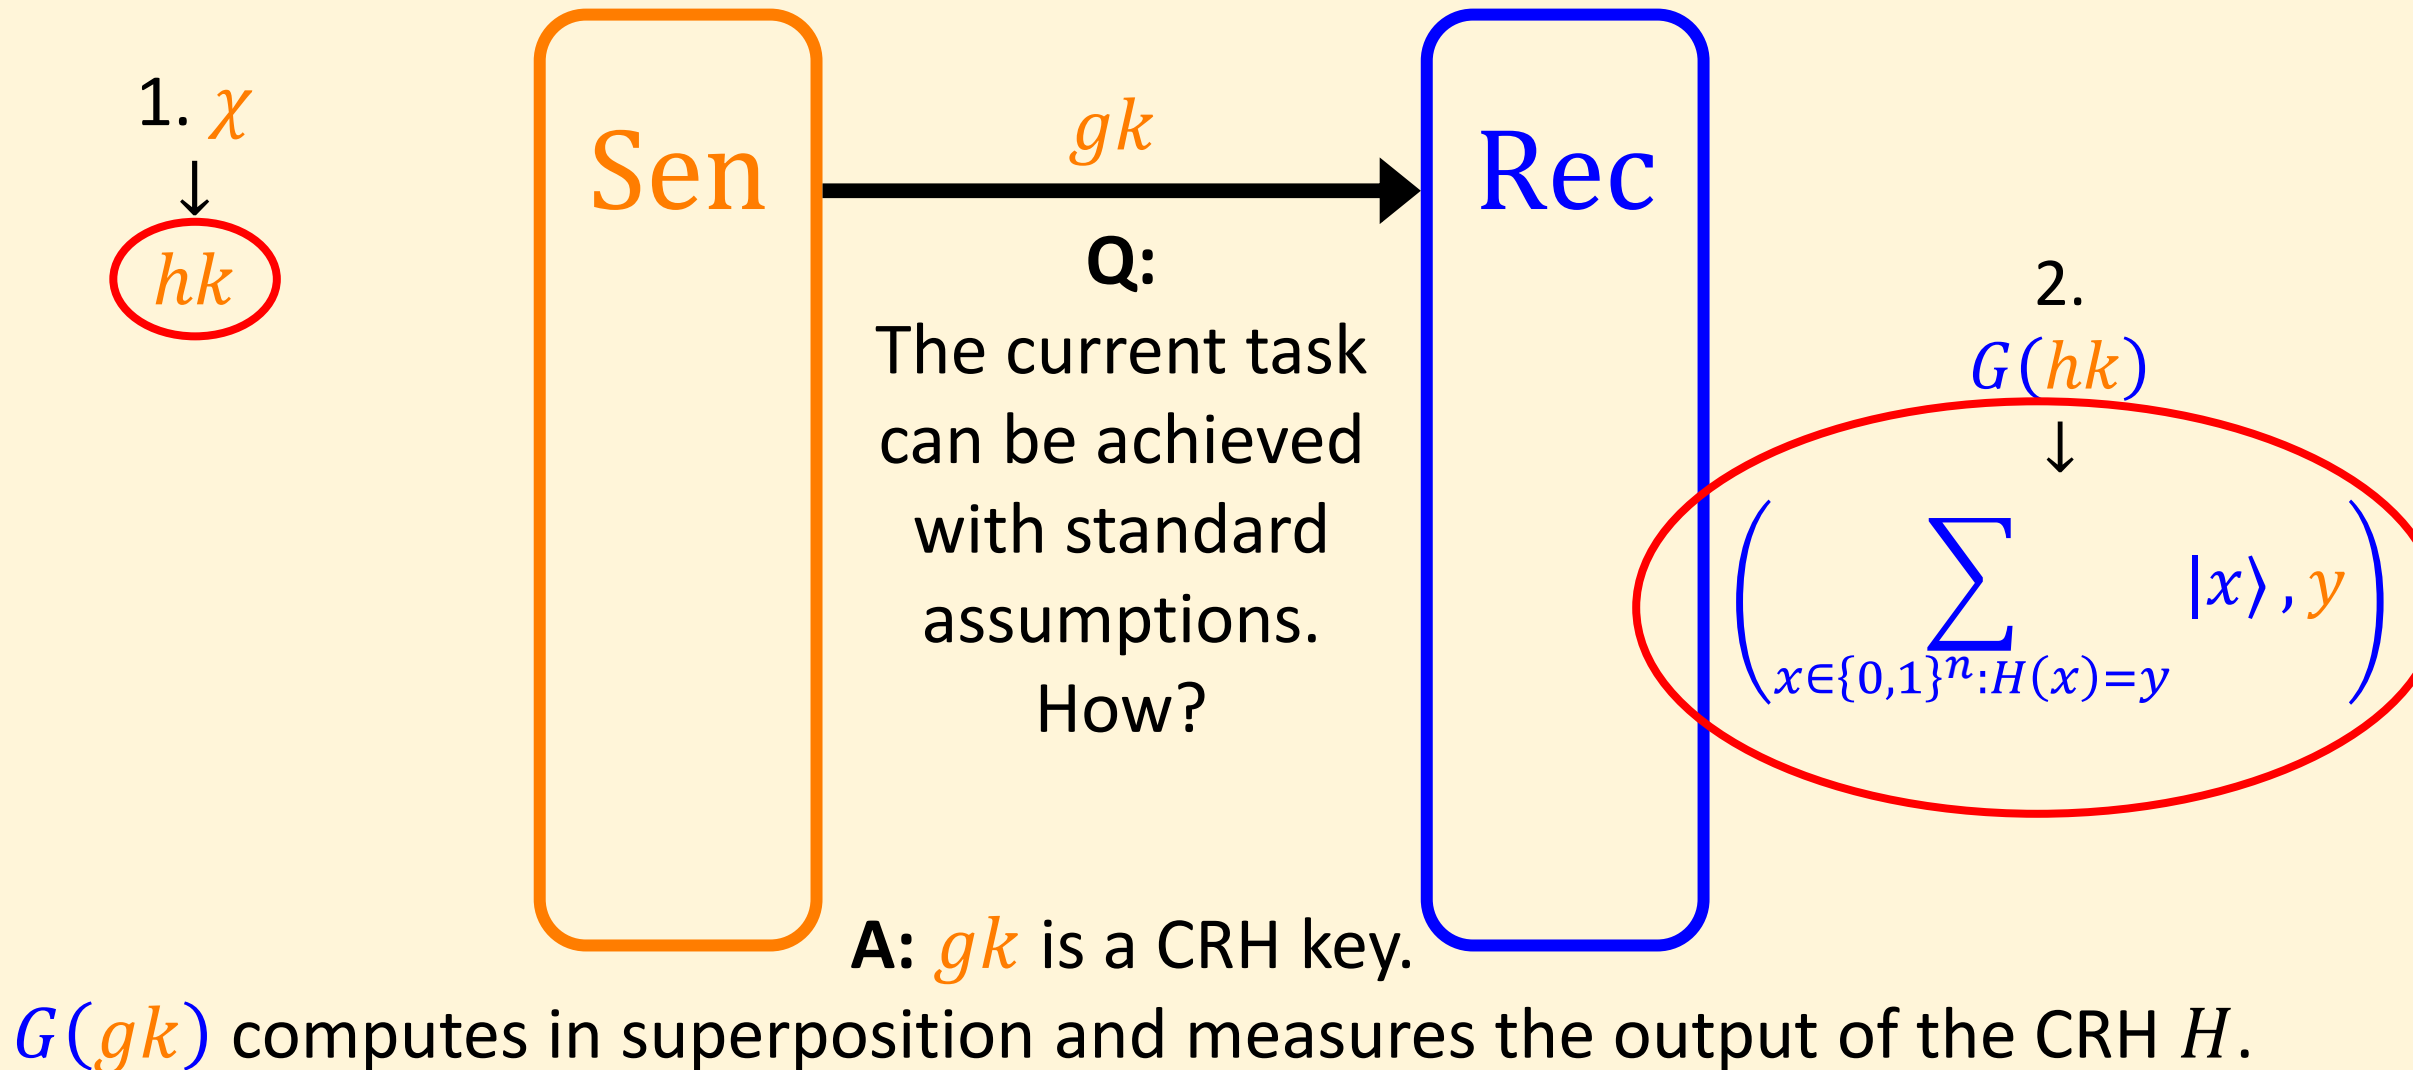 1. χ
↓
hk
Sen
gk
Rec
Q:
The current task
can be achieved
with standard
assumptions.
How?
2.
G(hk)
↓
(∑_{x∈{0,1}^n:H(x)=y} |x⟩, y)
A: gk is a CRH key.
G(gk) computes in superposition and measures the output of the CRH H.